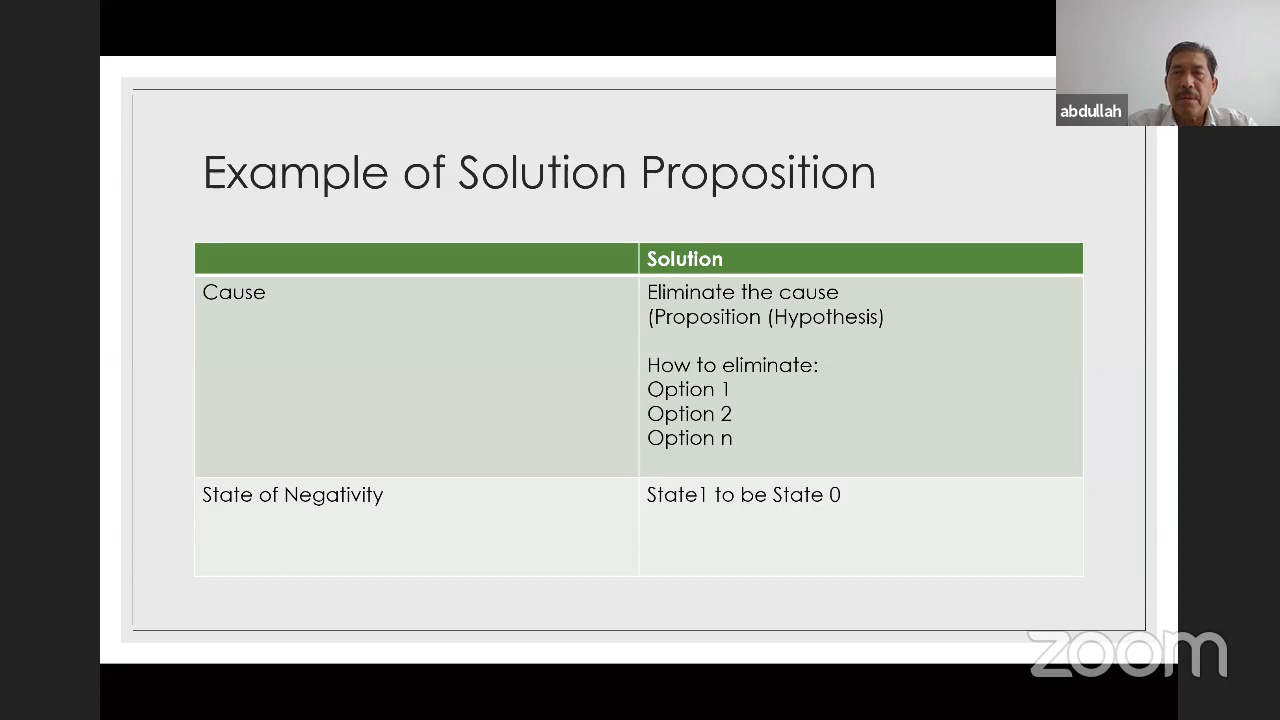 abdullah
Example of Solution Proposition
Solution
Cause
Eliminate the cause
(Proposition (Hypothesis)
How to eliminate:
Option 1
Option 2
Option n
State of Negativity
State1 to be State 0
zoom